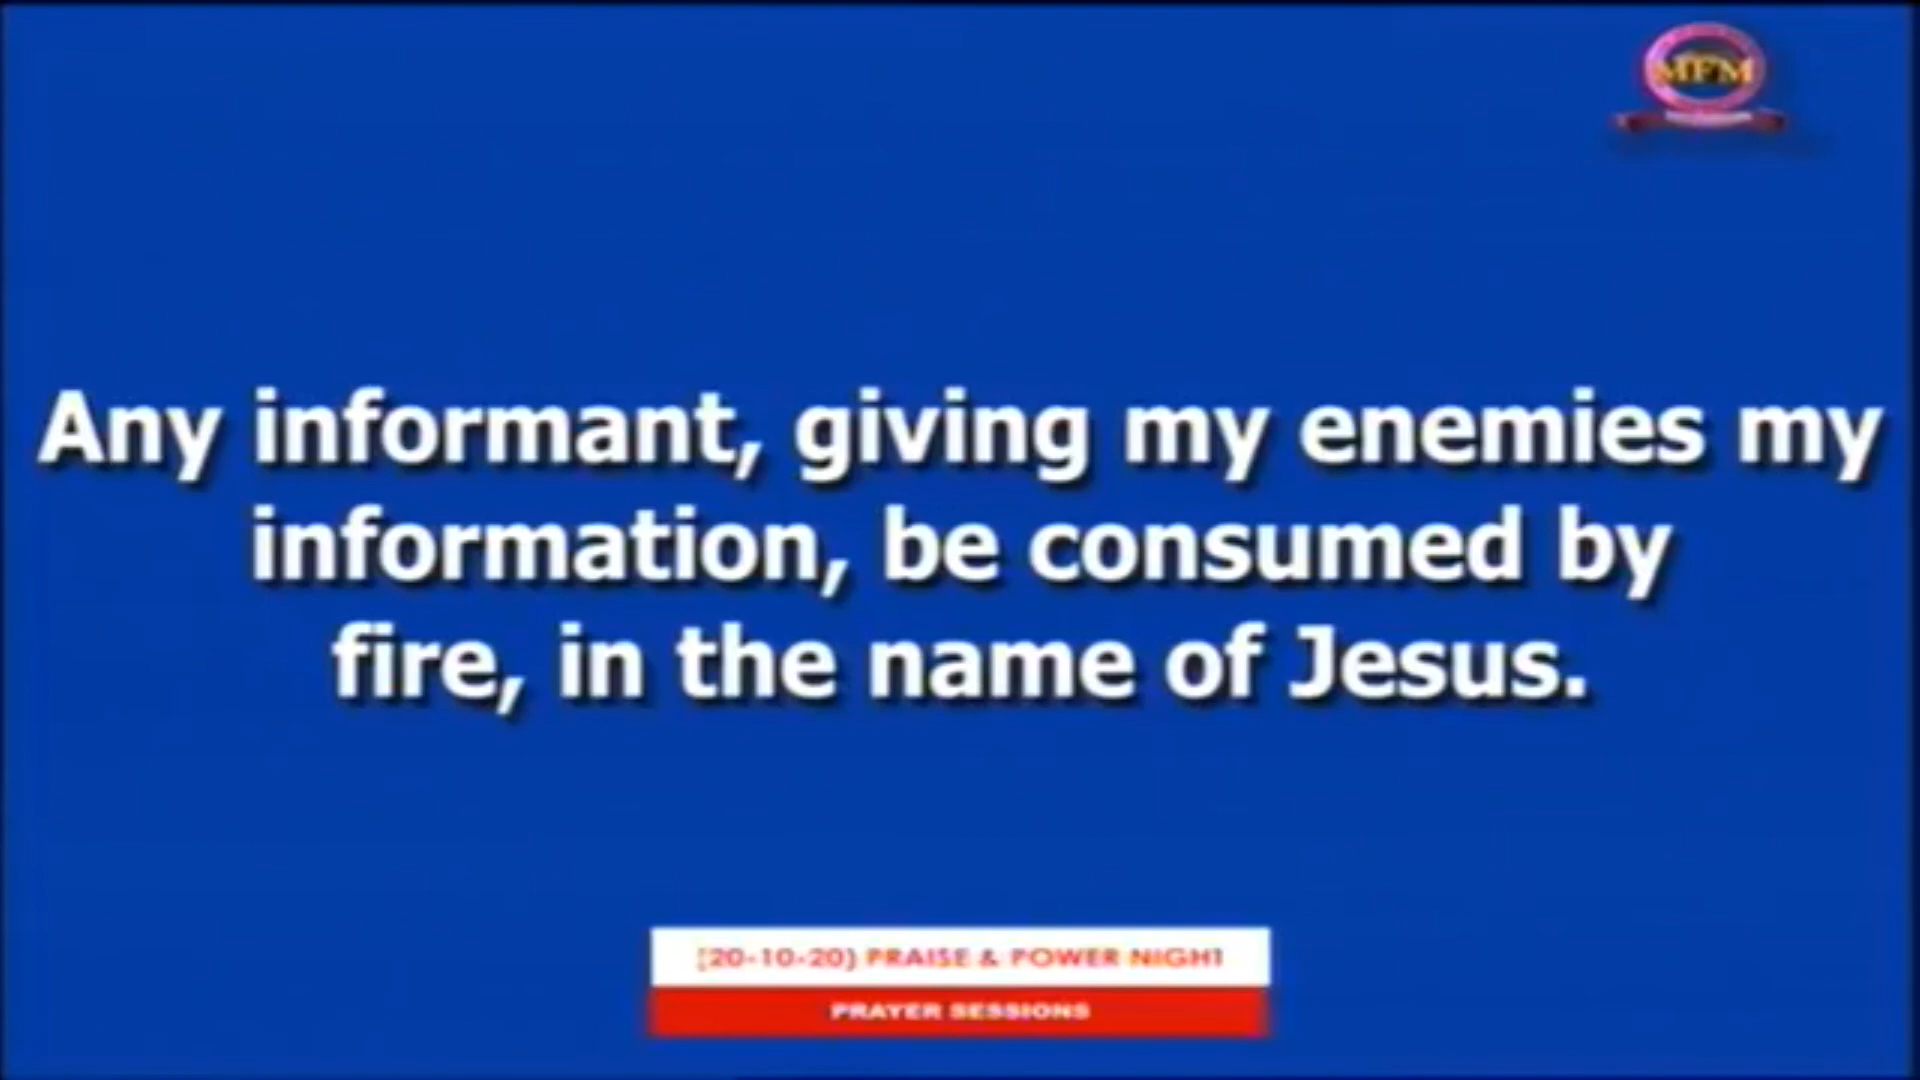 MFM
Any informant, giving my enemies my
information, be consumed by
fire, in the name of Jesus.
[20-10-20) PRAISE & POWER NIGHT
PRAYER SESSIONS